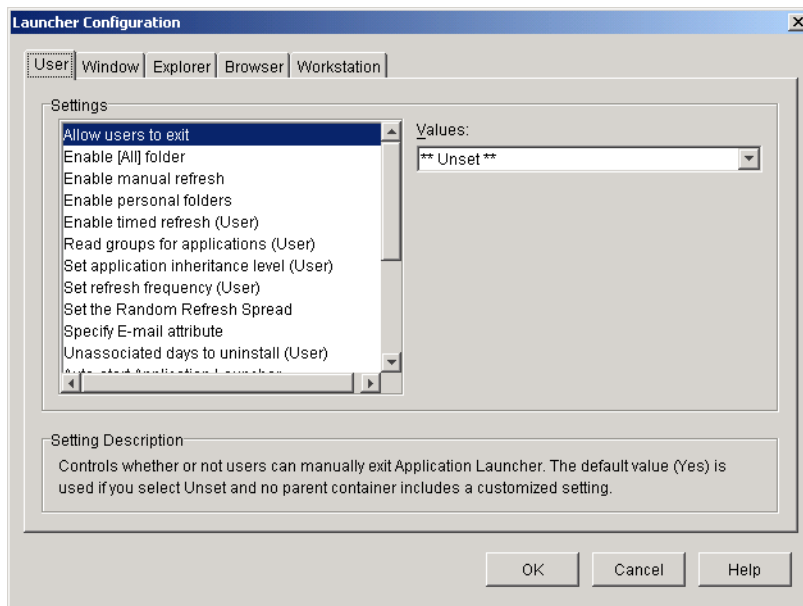 Launcher Configuration
User Window Explorer Browser Workstation
Settings
Allow users to exit
Enable [All] folder
Enable manual refresh
Enable personal folders
Enable timed refresh (User)
Read groups for applications (User)
Set application inheritance level (User)
Set refresh frequency (User)
Set the Random Refresh Spread
Specify E-mail attribute
Unassociated days to uninstall (User)
Auto-start Application Launcher
Values:
** Unset **
Setting Description
Controls whether or not users can manually exit Application Launcher. The default value (Yes) is
used if you select Unset and no parent container includes a customized setting.
OK Cancel Help